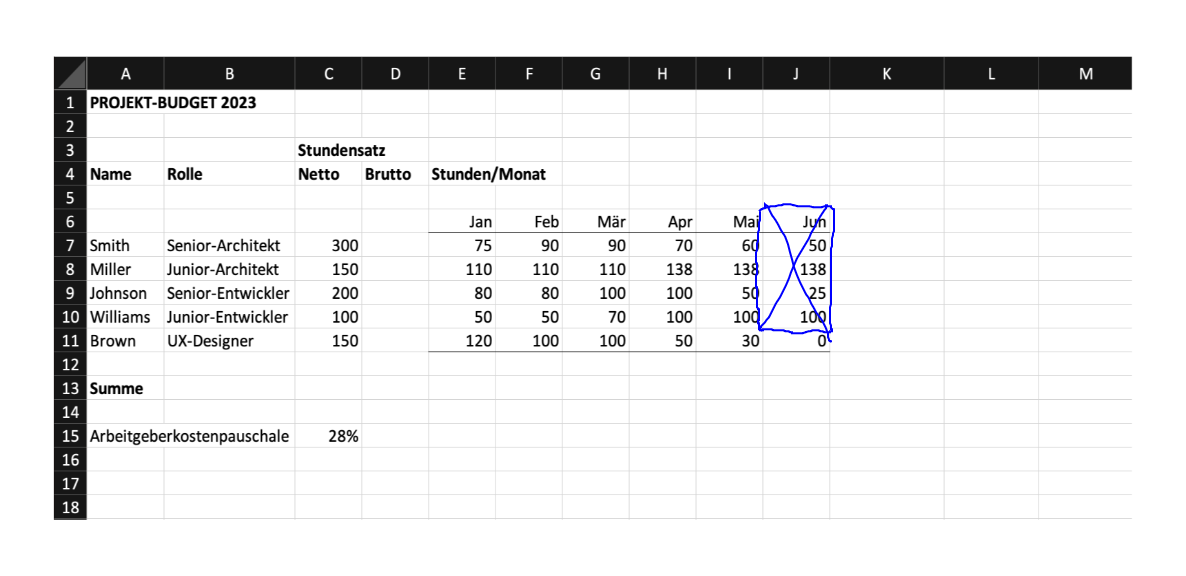 A B C D E F G H I J K L M
1 PROJEKT-BUDGET 2023
2
3 Stundensatz
4 Name Rolle Netto Brutto Stunden/Monat
5
6 Jan Feb Mär Apr Mai Jun
7 Smith Senior-Architekt 300 75 90 90 70 60 50
8 Miller Junior-Architekt 150 110 110 110 138 138 138
9 Johnson Senior-Entwickler 200 80 80 100 100 50 25
10 Williams Junior-Entwickler 100 50 50 70 100 100 100
11 Brown UX-Designer 150 120 100 100 50 30 0
12
13 Summe
14
15 Arbeitgeberkostenpauschale 28%
16
17
18